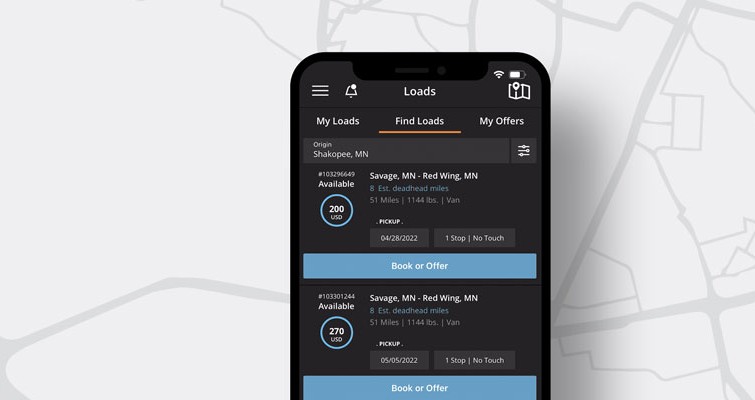 Loads
My Loads
Find Loads
My Offers
Origin
Shakopee, MN
#103296649
Available
200
USD
Savage, MN - Red Wing, MN
8 Est. deadhead miles
51 Miles | 1144 lbs. | Van
. PICKUP .
04/28/2022
1 Stop | No Touch
Book or Offer
#103301244
Available
270
USD
Savage, MN - Red Wing, MN
8 Est. deadhead miles
51 Miles | 1144 lbs. | Van
. PICKUP .
05/05/2022
1 Stop | No Touch
Book or Offer